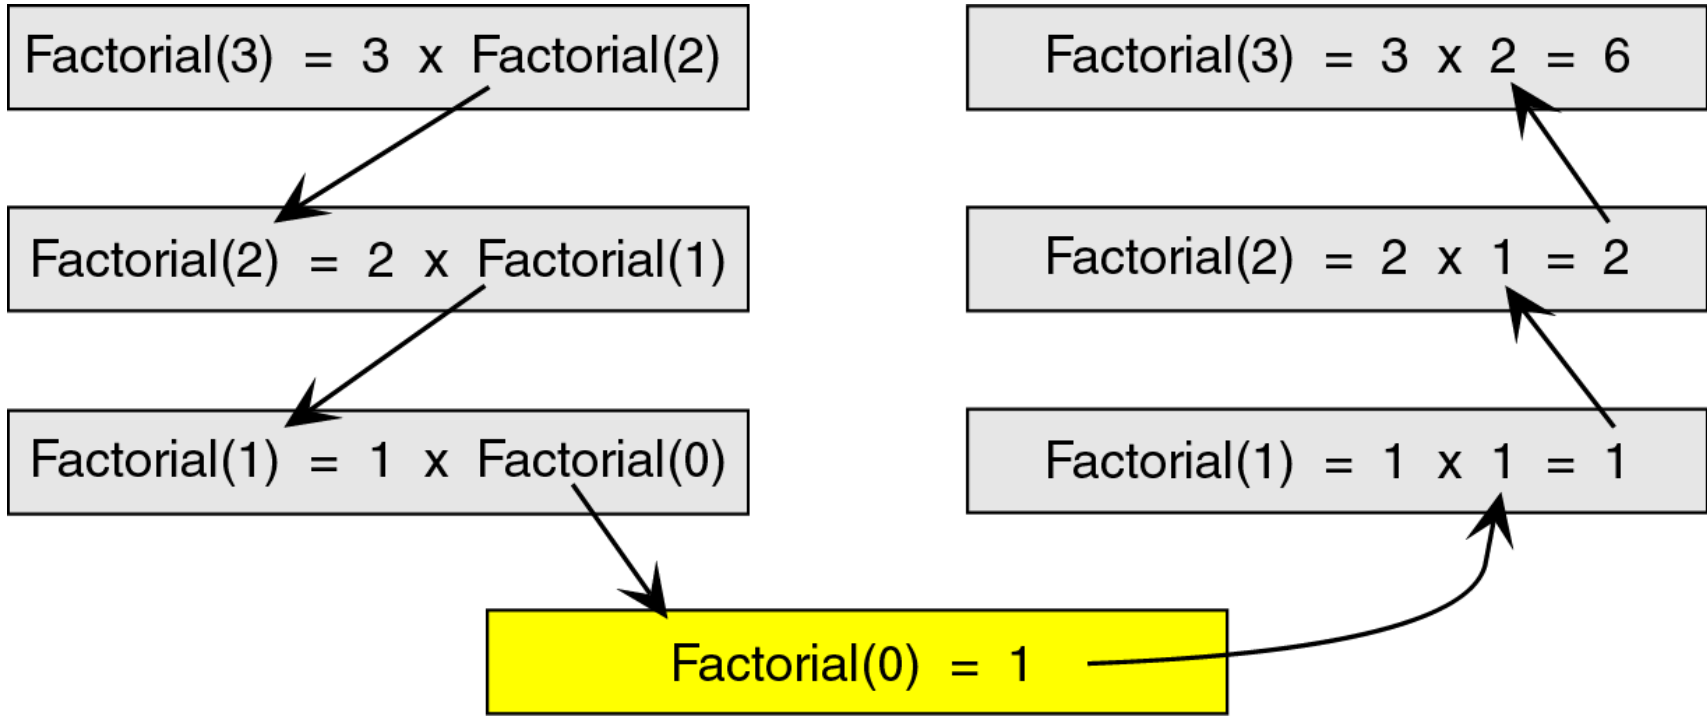 Factorial(3) = 3 x Factorial(2)
Factorial(2) = 2 x Factorial(1)
Factorial(1) = 1 x Factorial(0)
Factorial(0) = 1
Factorial(1) = 1 x 1 = 1
Factorial(2) = 2 x 1 = 2
Factorial(3) = 3 x 2 = 6